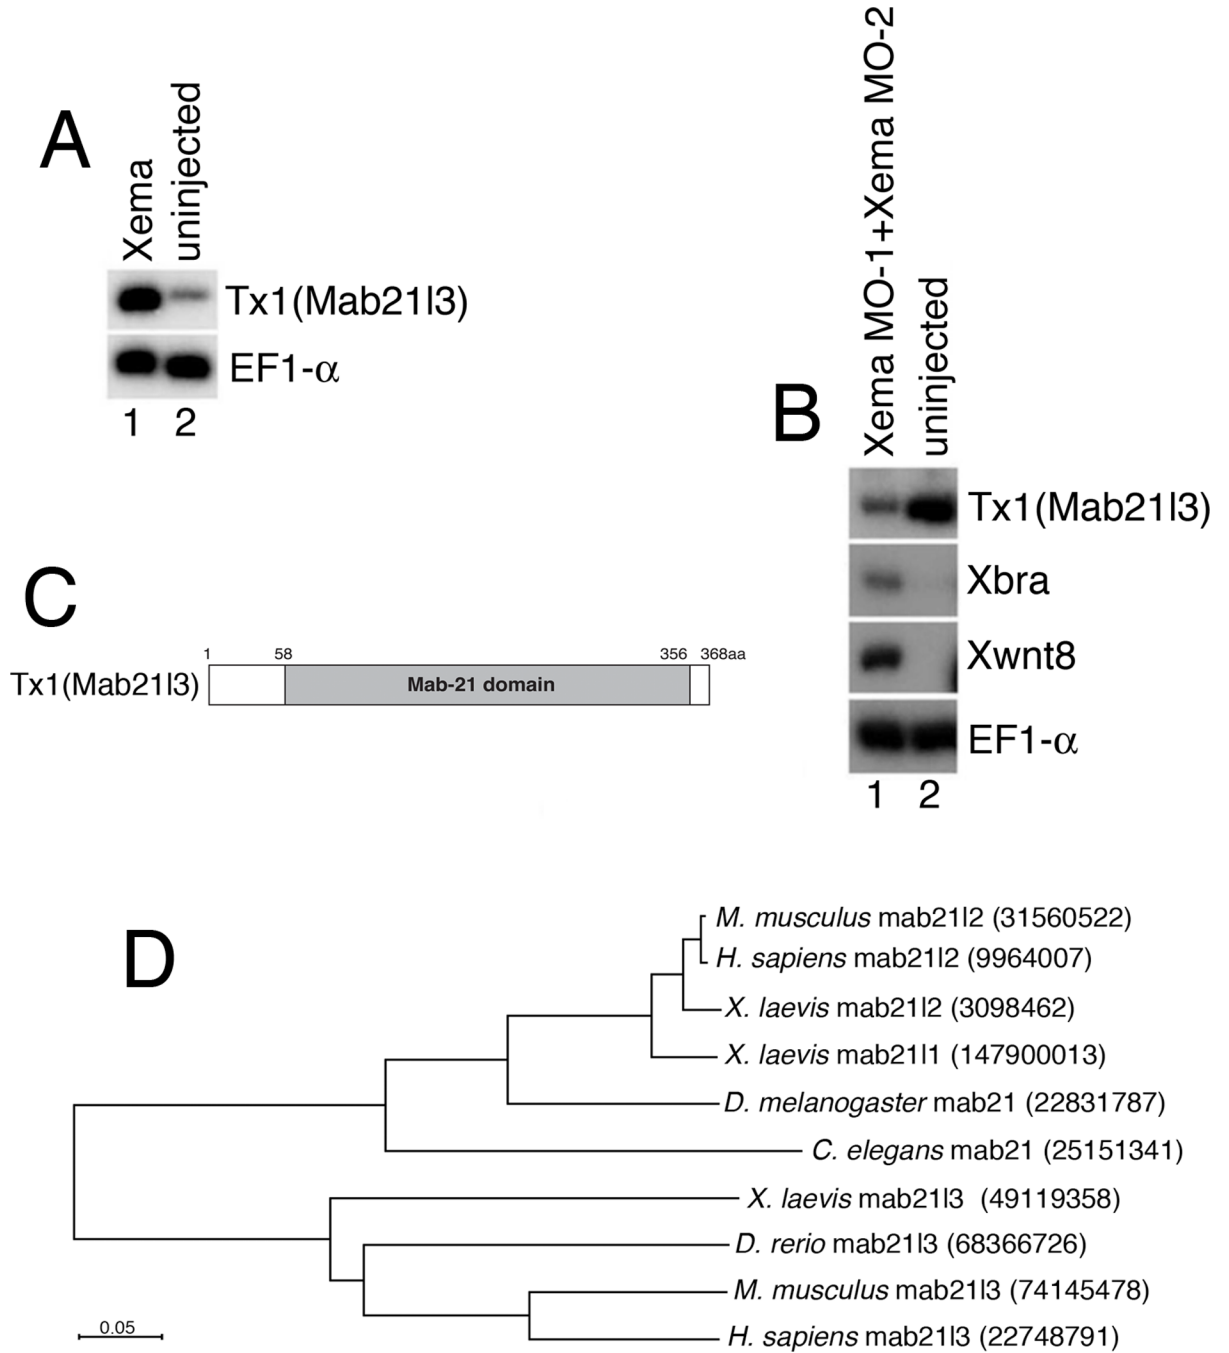 A
Xema
uninjected
Tx1(Mab21l3)
EF1-α
1 2
B
Xema MO-1+Xema MO-2
uninjected
Tx1(Mab21l3)
Xbra
Xwnt8
EF1-α
1 2
C
1 58 356 368aa
Tx1(Mab21l3) Mab-21 domain
D
M. musculus mab21l2 (31560522)
H. sapiens mab21l2 (9964007)
X. laevis mab21l2 (3098462)
X. laevis mab21l1 (147900013)
D. melanogaster mab21 (22831787)
C. elegans mab21 (25151341)
X. laevis mab21l3 (49119358)
D. rerio mab21l3 (68366726)
M. musculus mab21l3 (74145478)
H. sapiens mab21l3 (22748791)
0.05